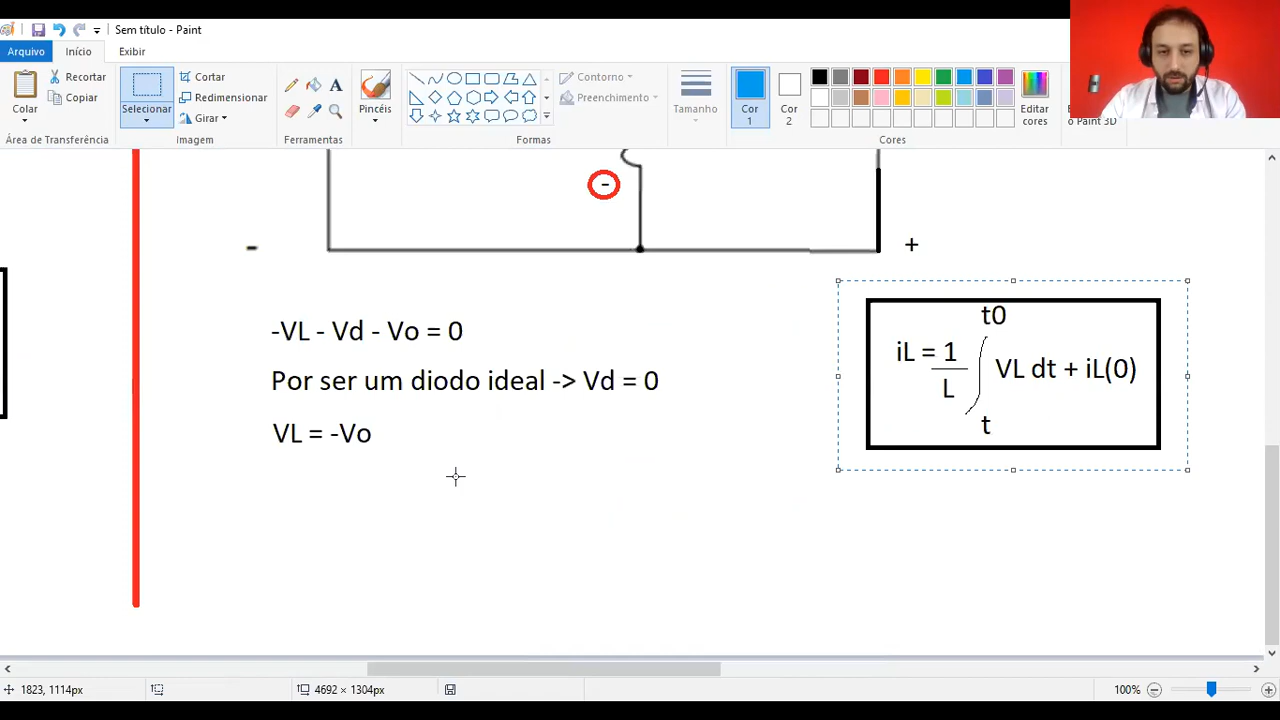 Sem título - Paint
Arquivo Início Exibir
Colar
Recortar
Copiar
Área de Transferência
Selecionar
Cortar
Redimensionar
Girar
Imagem
A
Ferramentas
Pincéis
Contorno
Preenchimento
Formas
Tamanho
Cor 1
Cor 2
Editar cores
o Paint 3D
Cores
-
-
+
-VL - Vd - Vo = 0
Por ser um diodo ideal -> Vd = 0
VL = -Vo
t0
iL = 1
VL dt + iL(0)
L
t
1823, 1114px
4692 × 1304px
100%